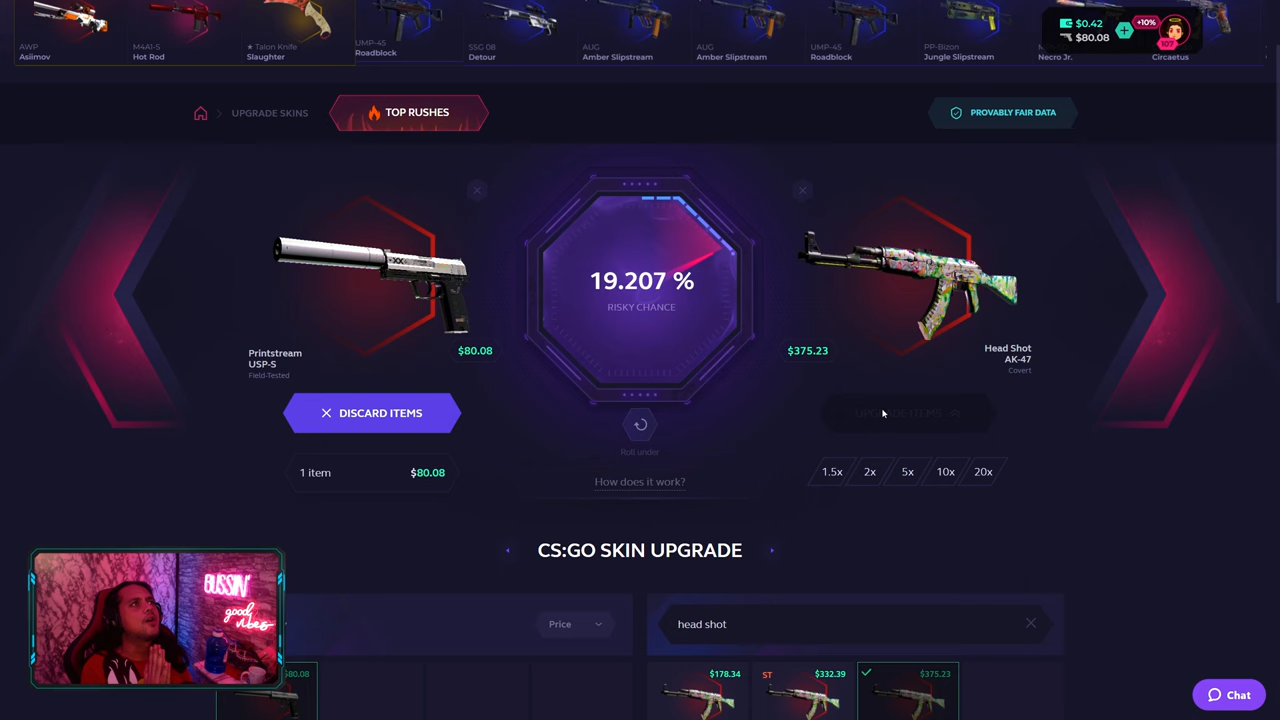 AWP
Asiimov
M4A1-S
Hot Rod
★ Talon Knife
Slaughter
UMP-45
Roadblock
SSG 08
Detour
AUG
Amber Slipstream
AUG
Amber Slipstream
UMP-45
Roadblock
PP-Bizon
Jungle Slipstream
Necro Jr.
Circaetus
$0.42
$80.08
+10%
107
UPGRADE SKINS
TOP RUSHES
PROVABLY FAIR DATA
19.207 %
RISKY CHANCE
Printstream
USP-S
Field-Tested
$80.08
$375.23
Head Shot
AK-47
Covert
DISCARD ITEMS
UPGRADE ITEMS
Roll under
1 item
$80.08
How does it work?
1.5x
2x
5x
10x
20x
CS:GO SKIN UPGRADE
Price
head shot
$80.08
$178.34
ST
$332.39
$375.23
BUSSIN'
good
vibes
Chat